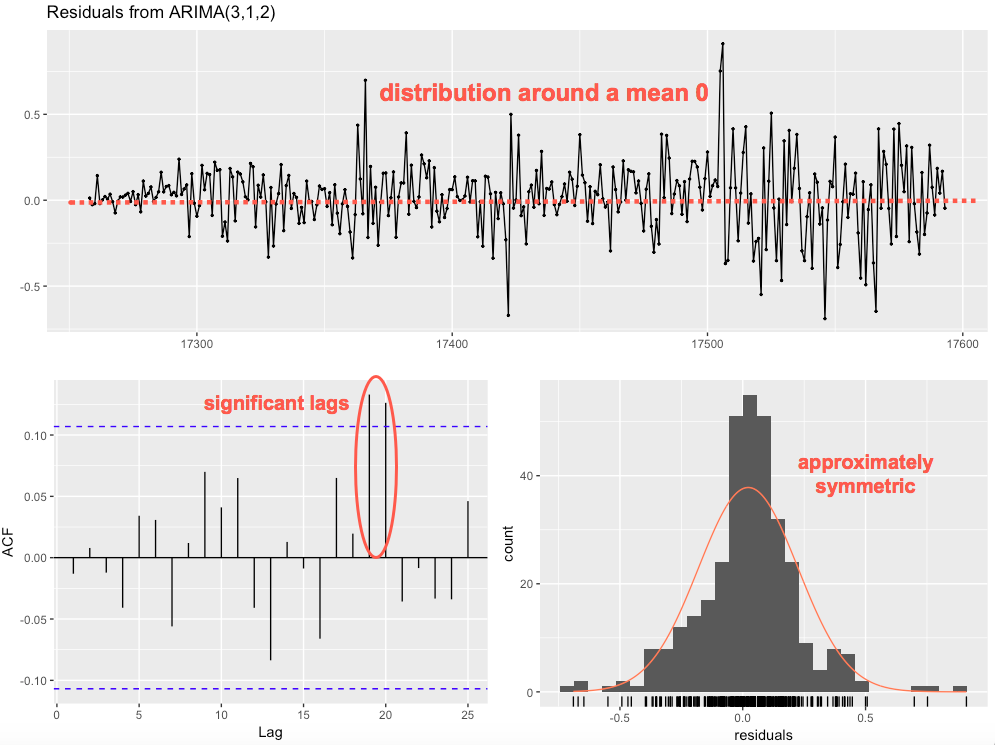 Residuals from ARIMA(3,1,2)
distribution around a mean 0
0.5
0.0
-0.5
17300
17400
17500
17600
significant lags
0.10
0.05
0.00
-0.05
-0.10
ACF
0
5
10
15
20
25
Lag
approximately
symmetric
40
20
0
count
-0.5
0.0
0.5
residuals